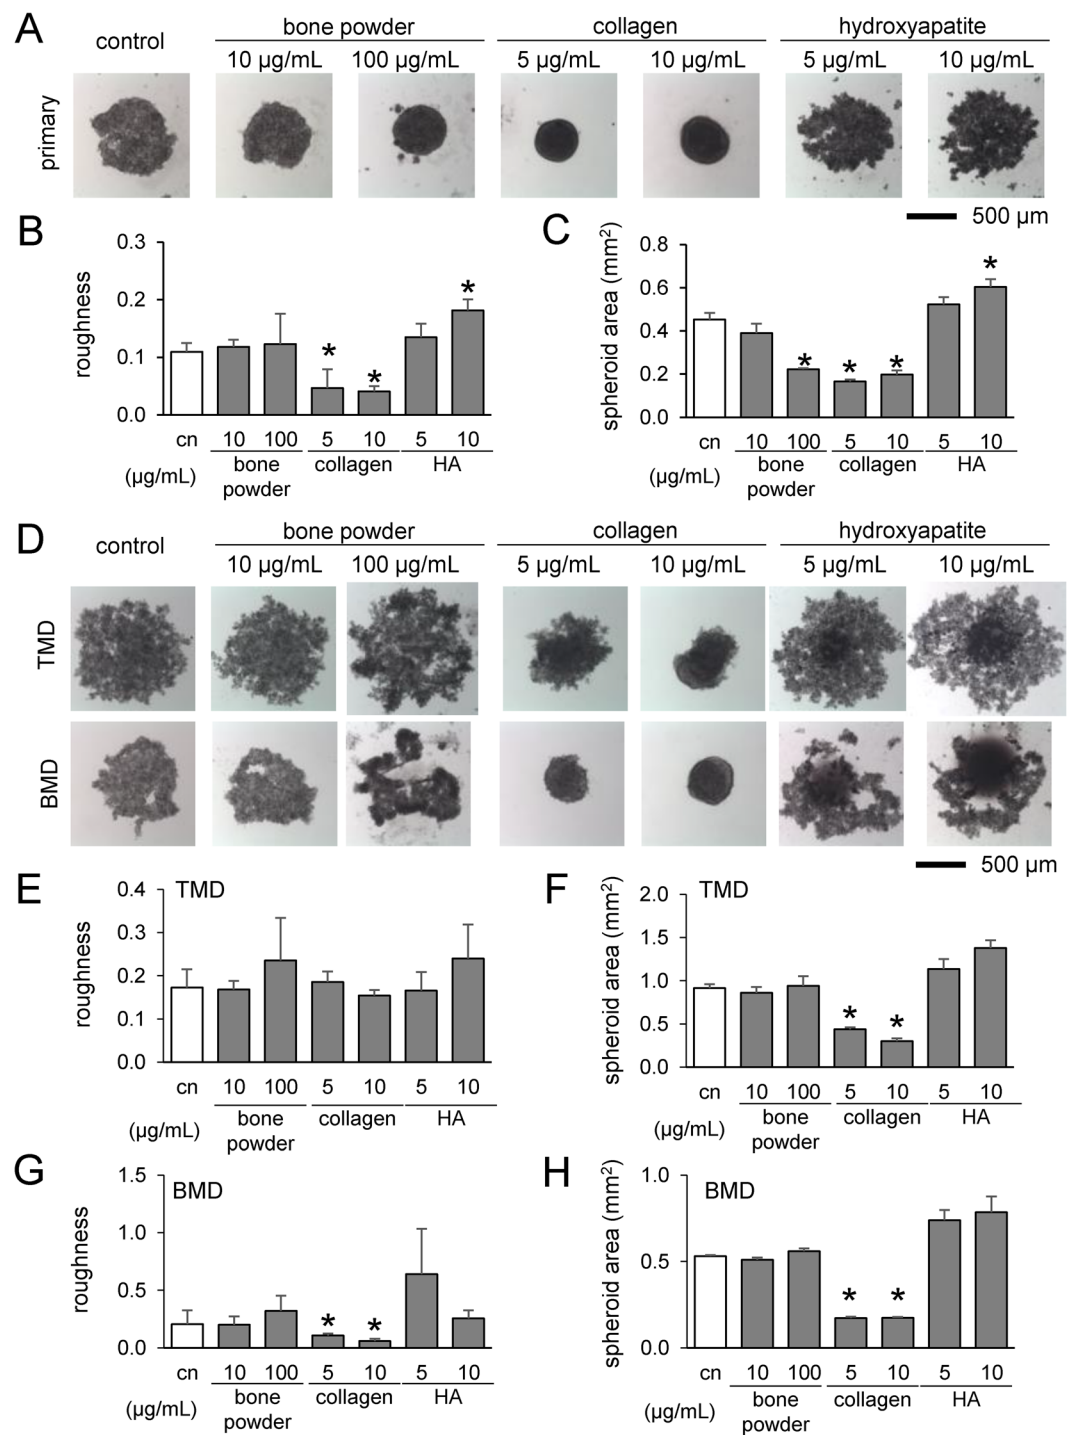 A
control
bone powder
collagen
hydroxyapatite
10 µg/mL 100 µg/mL 5 µg/mL 10 µg/mL 5 µg/mL 10 µg/mL
primary
500 µm
B
roughness
0.3
0.2
0.1
0.0
*
*
*
cn 10 100 5 10 5 10
(µg/mL)
bone
powder
collagen
HA
C
spheroid area (mm²)
0.8
0.6
0.4
0.2
0.0
*
*
*
*
cn 10 100 5 10 5 10
(µg/mL)
bone
powder
collagen
HA
D
control
bone powder
collagen
hydroxyapatite
10 µg/mL 100 µg/mL 5 µg/mL 10 µg/mL 5 µg/mL 10 µg/mL
TMD
BMD
500 µm
E
TMD
roughness
0.4
0.3
0.2
0.1
0.0
cn 10 100 5 10 5 10
(µg/mL)
bone
powder
collagen
HA
F
TMD
spheroid area (mm²)
2.0
1.5
1.0
0.5
0.0
*
*
cn 10 100 5 10 5 10
(µg/mL)
bone
powder
collagen
HA
G
BMD
roughness
1.5
1.0
0.5
0.0
*
*
cn 10 100 5 10 5 10
(µg/mL)
bone
powder
collagen
HA
H
BMD
spheroid area (mm²)
1.0
0.5
0.0
*
*
cn 10 100 5 10 5 10
(µg/mL)
bone
powder
collagen
HA